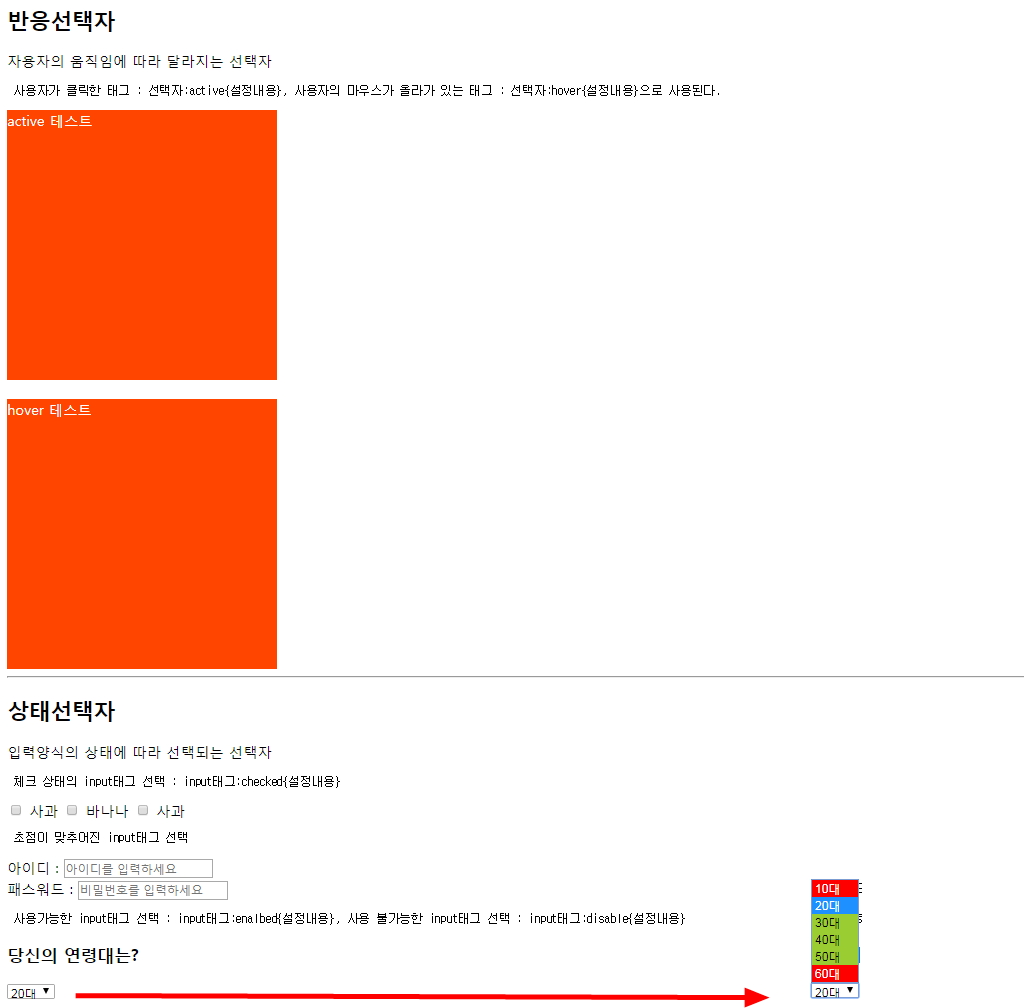 반응선택자
자용자의 움직임에 따라 달라지는 선택자
사용자가 클릭한 태그 : 선택자:active{설정내용}, 사용자의 마우스가 올라가 있는 태그 : 선택자:hover{설정내용}으로 사용된다.
active 테스트
hover 테스트
상태선택자
입력양식의 상태에 따라 선택되는 선택자
체크 상태의 input태그 선택 : input태그:checked{설정내용}
사과 바나나 사과
초점이 맞추어진 input태그 선택
아이디 : 아이디를 입력하세요
패스워드 : 비밀번호를 입력하세요
사용가능한 input태그 선택 : input태그:enalbed{설정내용}, 사용 불가능한 input태그 선택 : input태그:disable{설정내용}
당신의 연령대는?
20대
10대
20대
30대
40대
50대
60대
20대